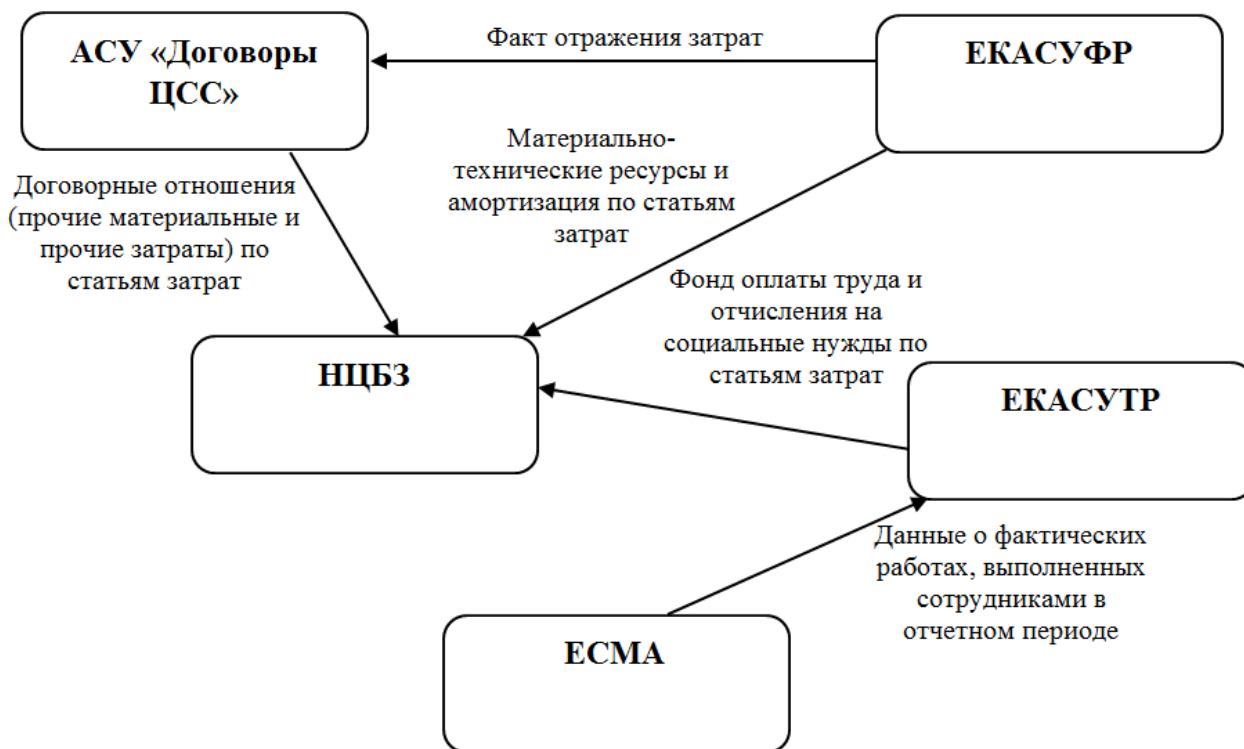 АСУ «Договоры
ЦСС»
Факт отражения затрат
ЕКАСУФР
Материально-
технические ресурсы и
амортизация по статьям
затрат
Договорные отношения
(прочие материальные и
прочие затраты) по
статьям затрат
Фонд оплаты труда и
отчисления на
социальные нужды по
статьям затрат
НЦБЗ
ЕКАСУТР
Данные о фактических
работах, выполненных
сотрудниками в
отчетном периоде
ЕСМА